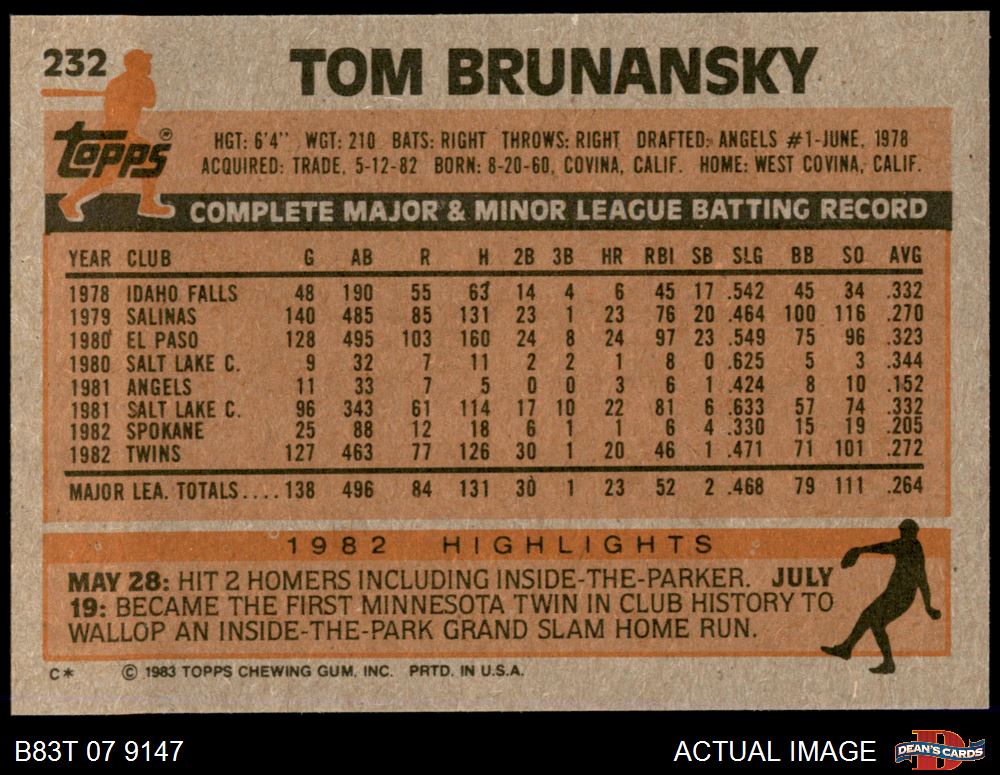 232 TOM BRUNANSKY
topps®
HGT: 6'4" WGT: 210 BATS: RIGHT THROWS: RIGHT DRAFTED: ANGELS #1-JUNE, 1978
ACQUIRED: TRADE, 5-12-82 BORN: 8-20-60, COVINA, CALIF. HOME: WEST COVINA, CALIF.
COMPLETE MAJOR & MINOR LEAGUE BATTING RECORD
YEAR CLUB G AB R H 2B 3B HR RBI SB SLG BB SO AVG
1978 IDAHO FALLS 48 190 55 63 14 4 6 45 17 .542 45 34 .332
1979 SALINAS 140 485 85 131 23 1 23 76 20 .464 100 116 .270
1980 EL PASO 128 495 103 160 24 8 24 97 23 .549 75 96 .323
1980 SALT LAKE C. 9 32 7 11 2 2 1 8 0 .625 5 3 .344
1981 ANGELS 11 33 7 5 0 0 3 6 1 .424 8 10 .152
1981 SALT LAKE C. 96 343 61 114 17 10 22 81 6 .633 57 74 .332
1982 SPOKANE 25 88 12 18 6 1 1 6 4 .330 15 19 .205
1982 TWINS 127 463 77 126 30 1 20 46 1 .471 71 101 .272
MAJOR LEA. TOTALS.... 138 496 84 131 30 1 23 52 2 .468 79 111 .264
1982 HIGHLIGHTS
MAY 28: HIT 2 HOMERS INCLUDING INSIDE-THE-PARKER. JULY
19: BECAME THE FIRST MINNESOTA TWIN IN CLUB HISTORY TO
WALLOP AN INSIDE-THE-PARK GRAND SLAM HOME RUN.
C* © 1983 TOPPS CHEWING GUM, INC. PRTD. IN U.S.A.
B83T 07 9147 ACTUAL IMAGE
D
DEAN'S CARDS